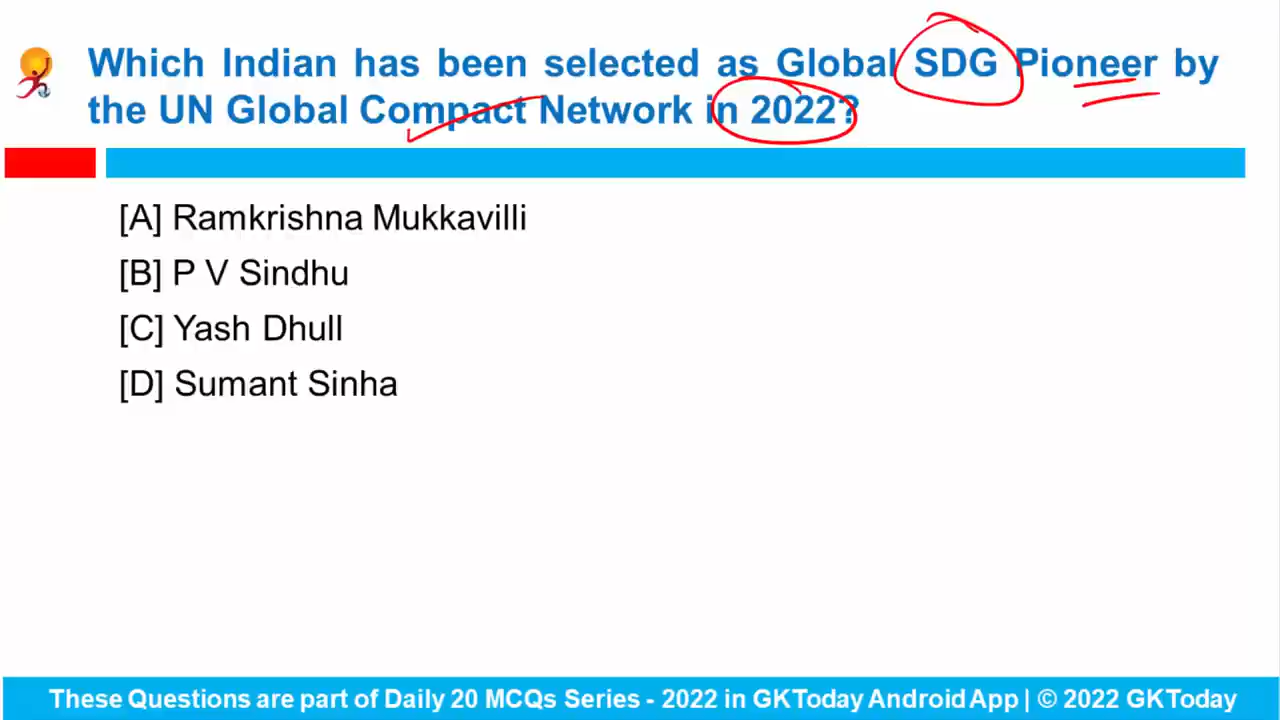 Which Indian has been selected as Global SDG Pioneer by
the UN Global Compact Network in 2022?
[A] Ramkrishna Mukkavilli
[B] P V Sindhu
[C] Yash Dhull
[D] Sumant Sinha
These Questions are part of Daily 20 MCQs Series - 2022 in GKToday Android App | © 2022 GKToday